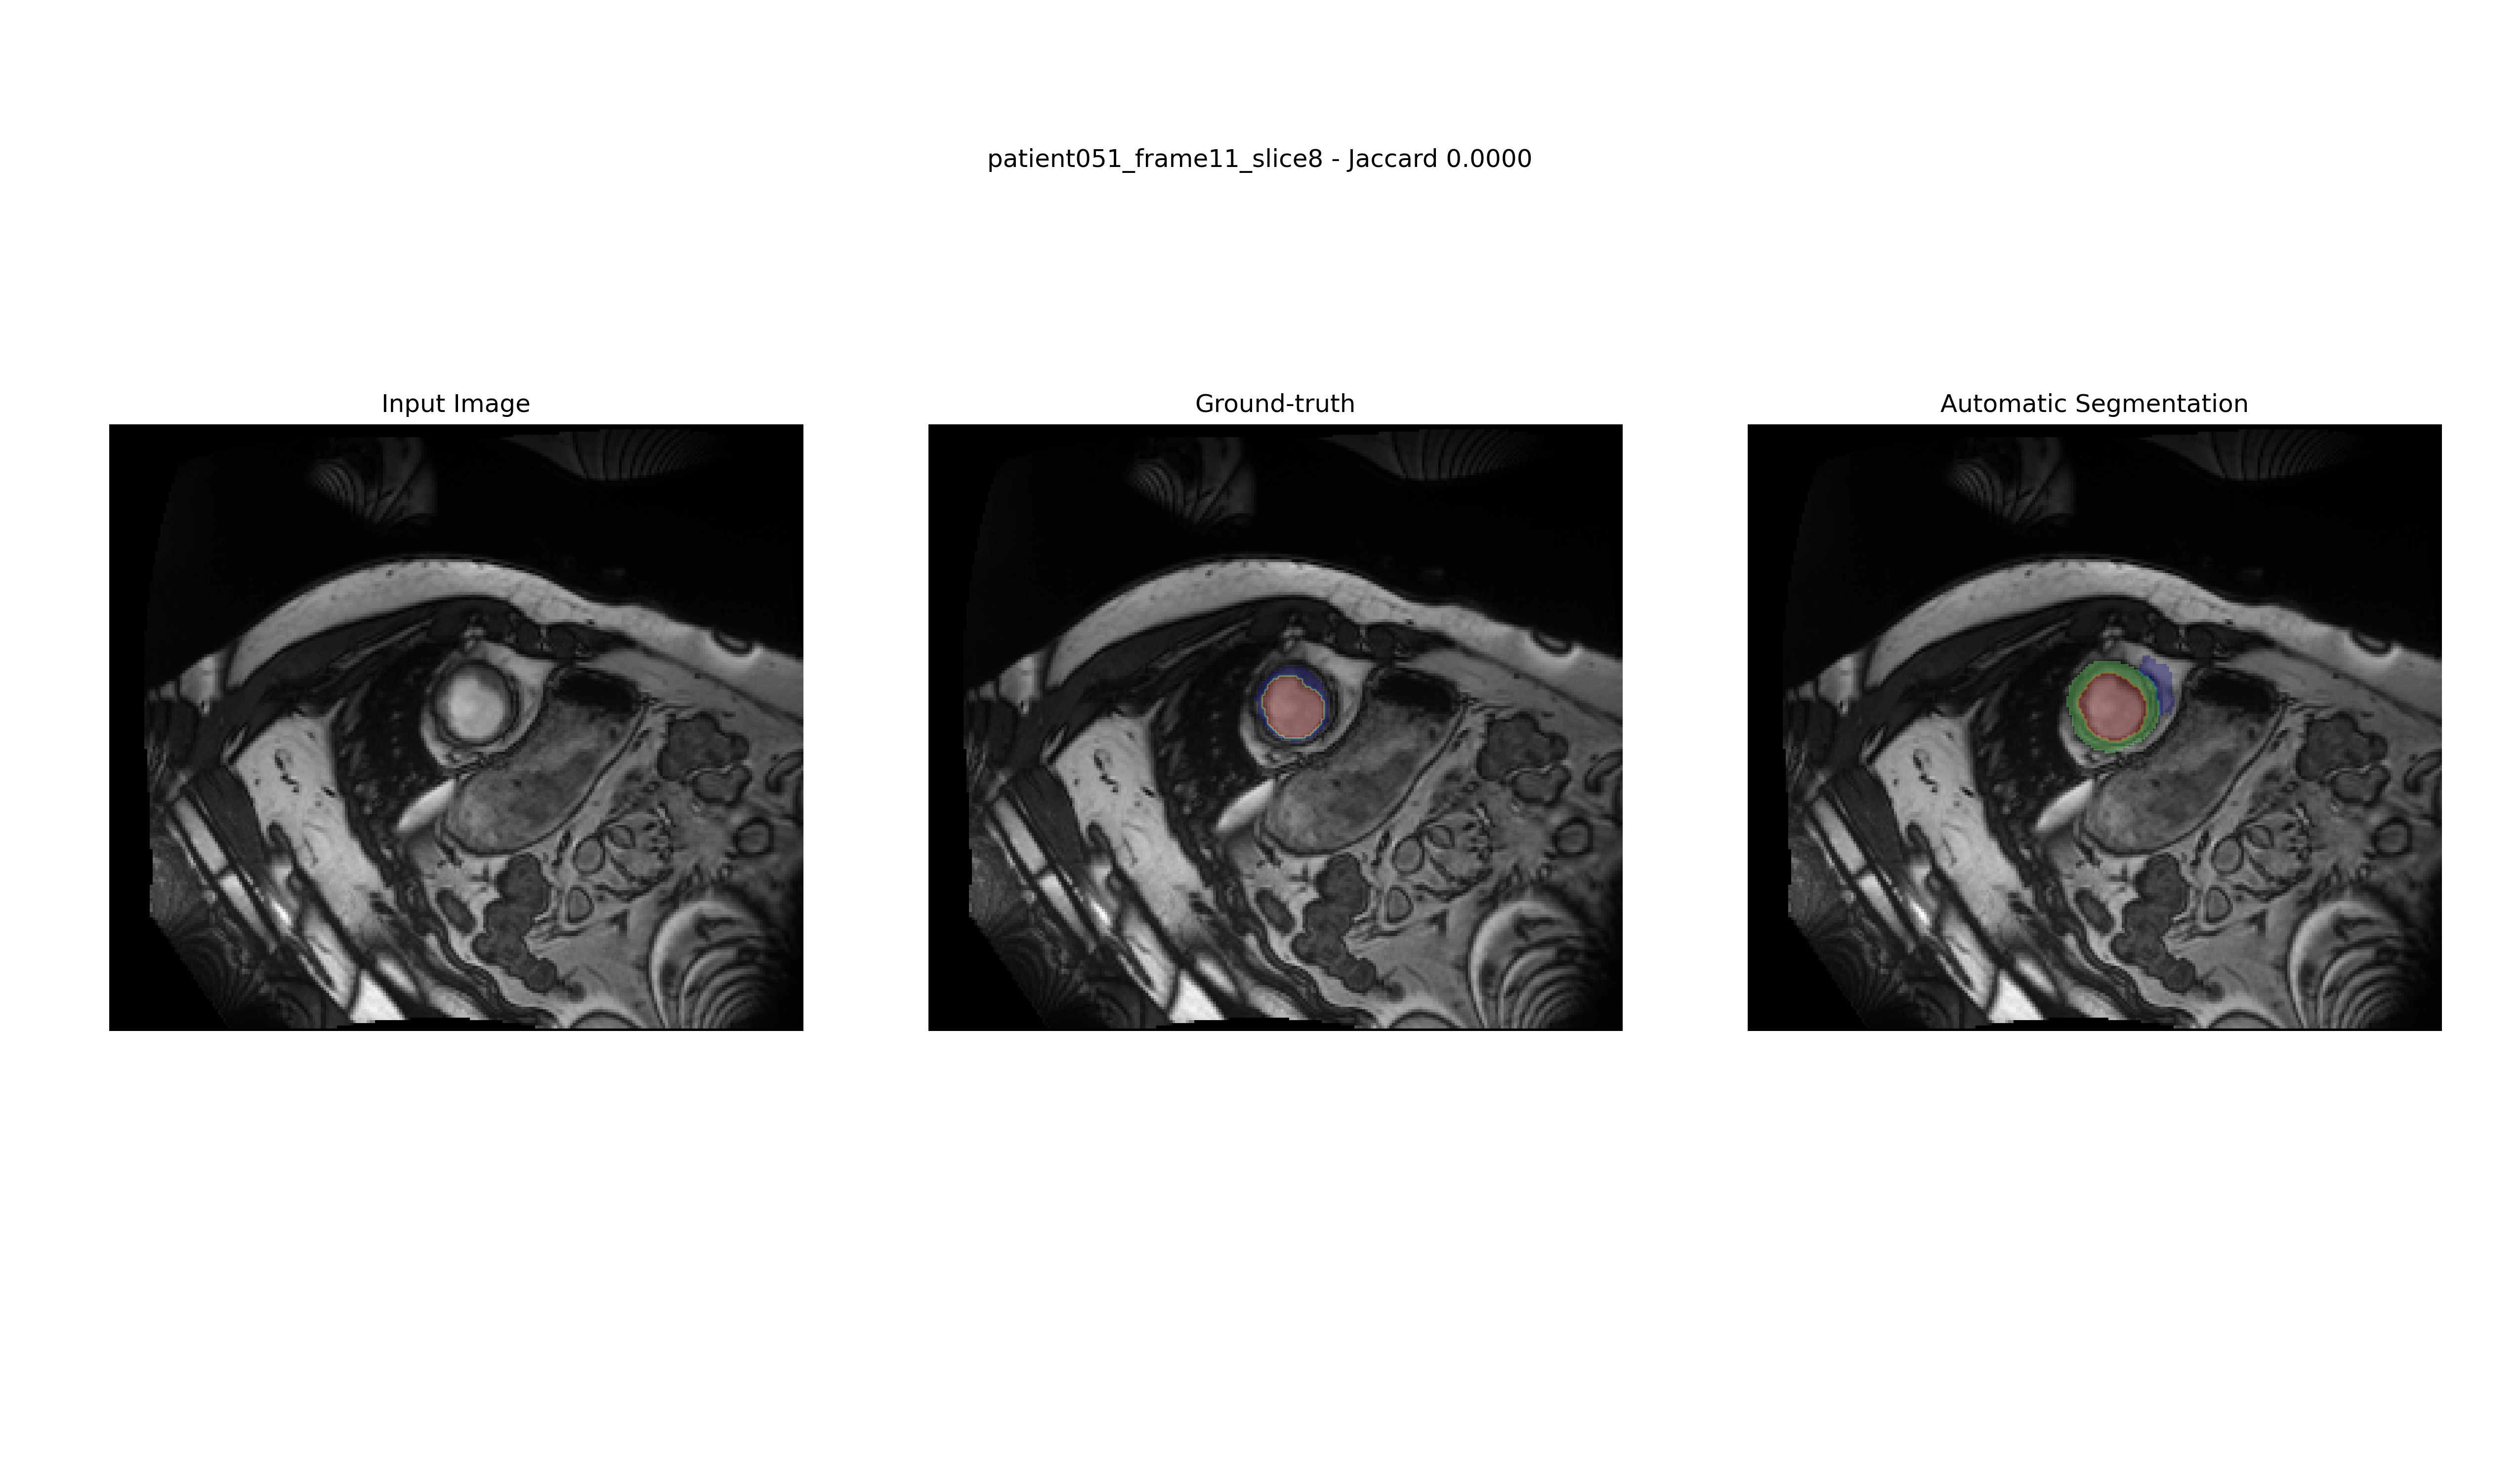 patient051_frame11_slice8 - Jaccard 0.0000
Input Image
Ground-truth
Automatic Segmentation